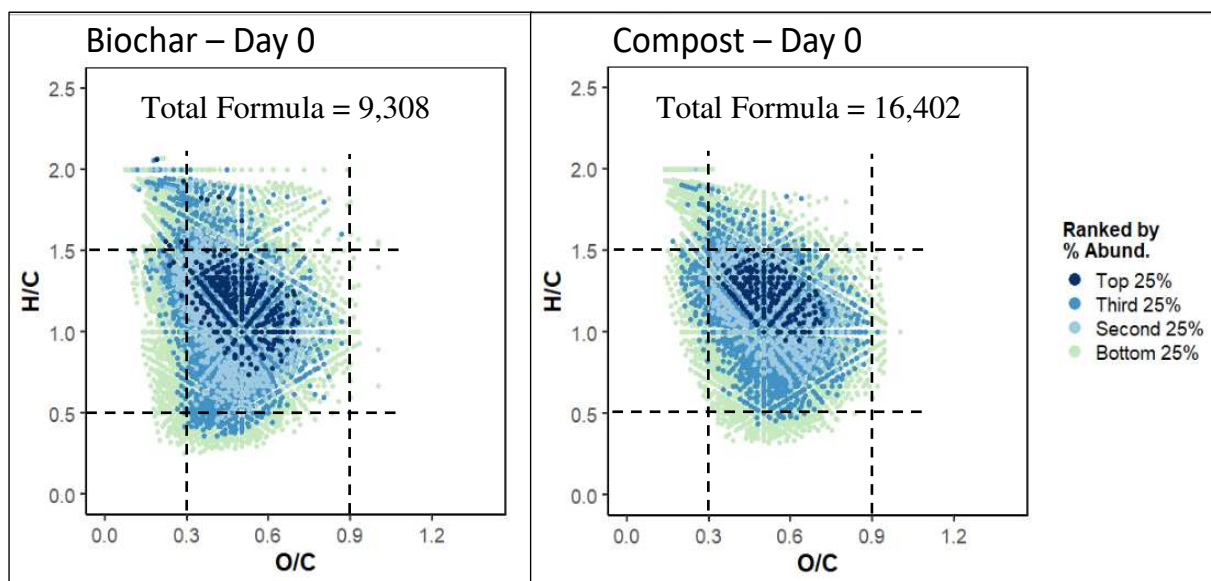 Biochar – Day 0
Total Formula = 9,308
2.5
2.0
1.5
1.0
0.5
0.0
H/C
0.0 0.3 0.6 0.9 1.2
O/C
Compost – Day 0
Total Formula = 16,402
2.5
2.0
1.5
1.0
0.5
0.0
H/C
0.0 0.3 0.6 0.9 1.2
O/C
Ranked by
% Abund.
Top 25%
Third 25%
Second 25%
Bottom 25%